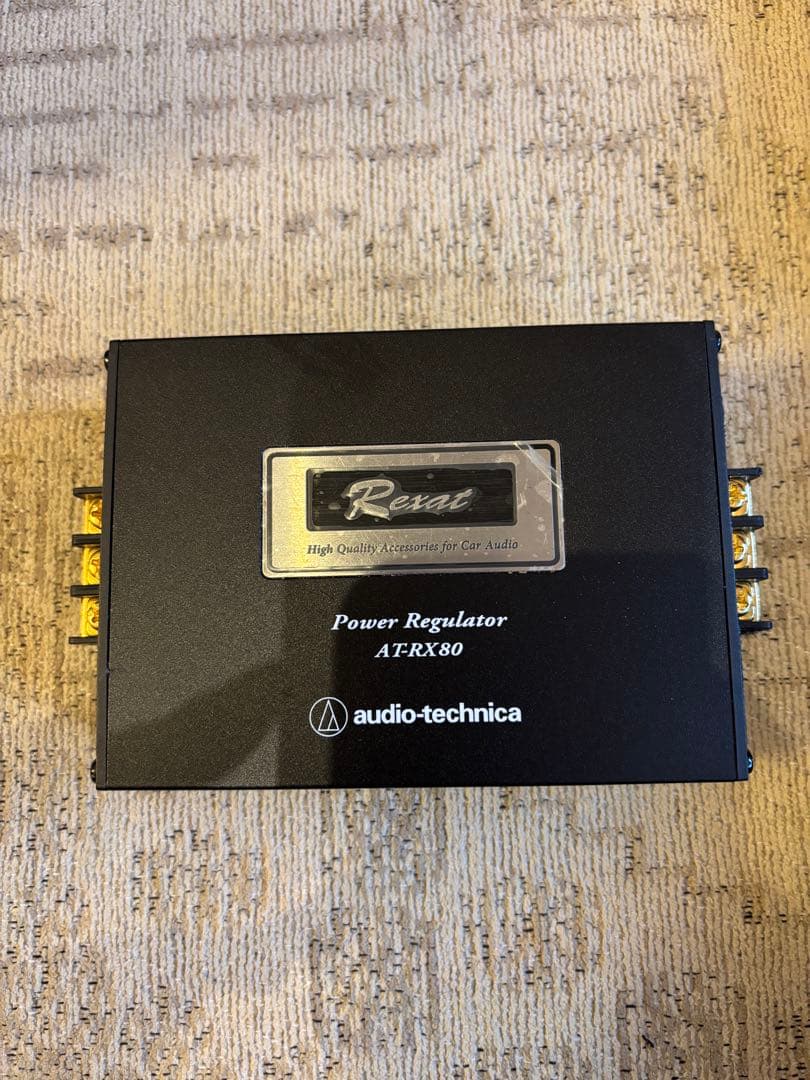 Rexat
High Quality Accessories for Car Audio
Power Regulator
AT-RX80
audio-technica